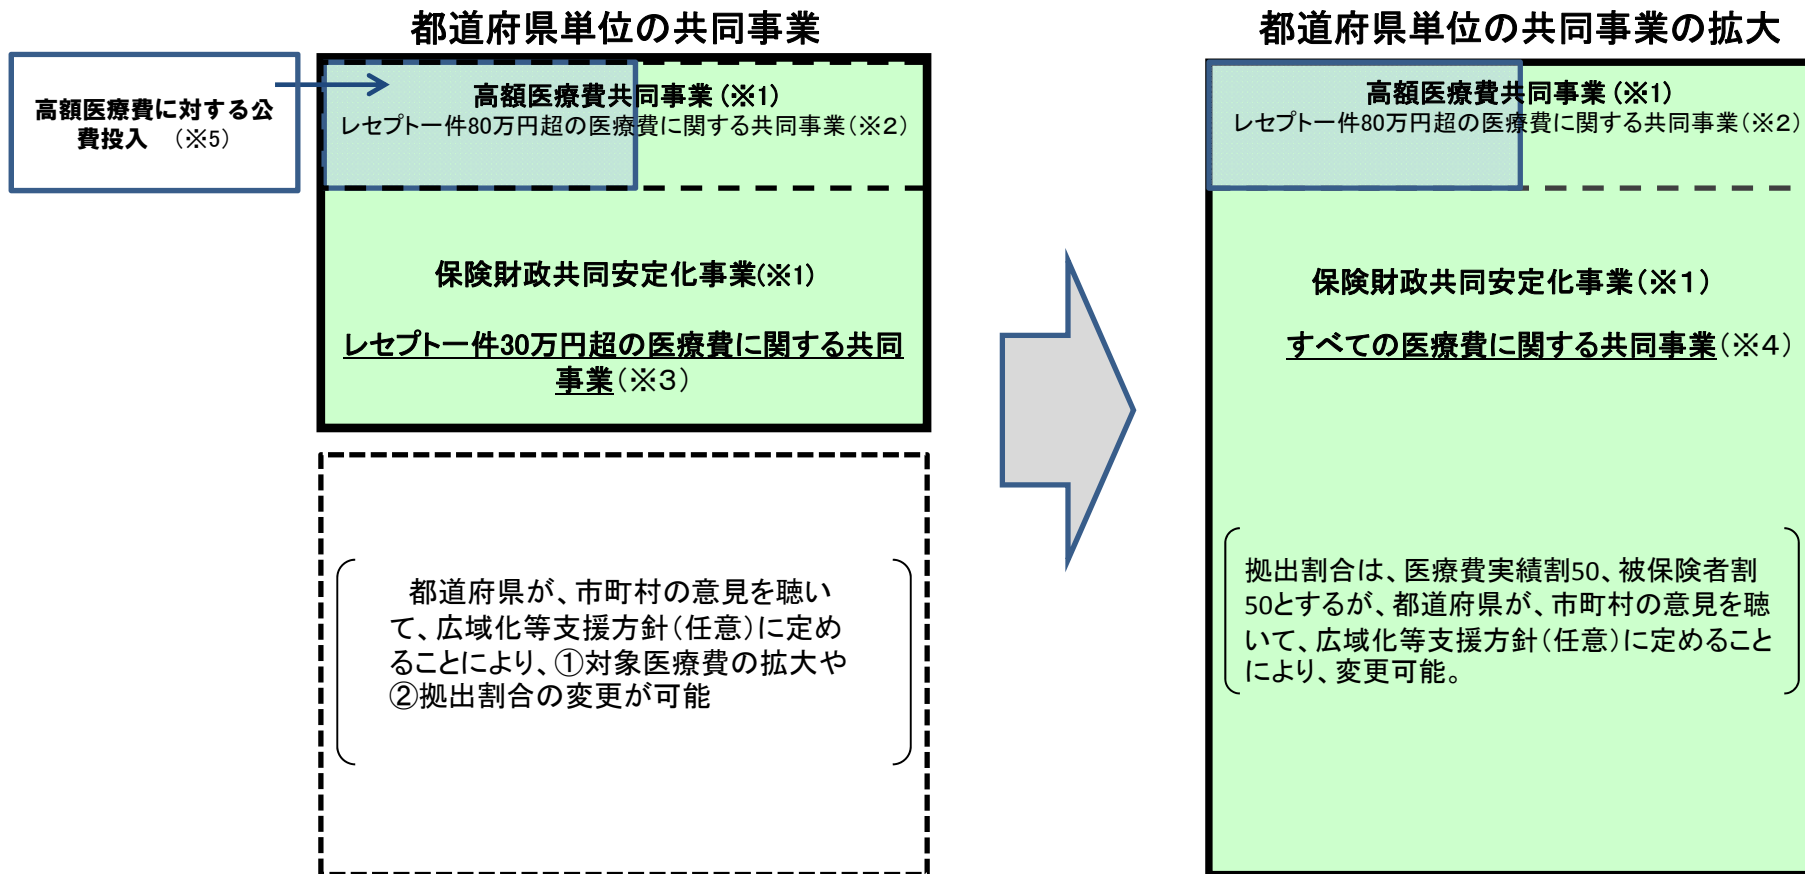 都道府県単位の共同事業
高額医療費に対する公
費投入 （※5）
高額医療費共同事業（※1）
レセプト一件80万円超の医療費に関する共同事業（※２）
保険財政共同安定化事業(※1)
レセプト一件30万円超の医療費に関する共同
事業（※３）
都道府県が、市町村の意見を聴い
て、広域化等支援方針（任意）に定め
ることにより、①対象医療費の拡大や
②拠出割合の変更が可能
都道府県単位の共同事業の拡大
高額医療費共同事業（※1）
レセプト一件80万円超の医療費に関する共同事業（※２）
保険財政共同安定化事業（※１）
すべての医療費に関する共同事業（※４）
拠出割合は、医療費実績割50、被保険者割
50とするが、都道府県が、市町村の意見を聴
いて、広域化等支援方針（任意）に定めること
により、変更可能。